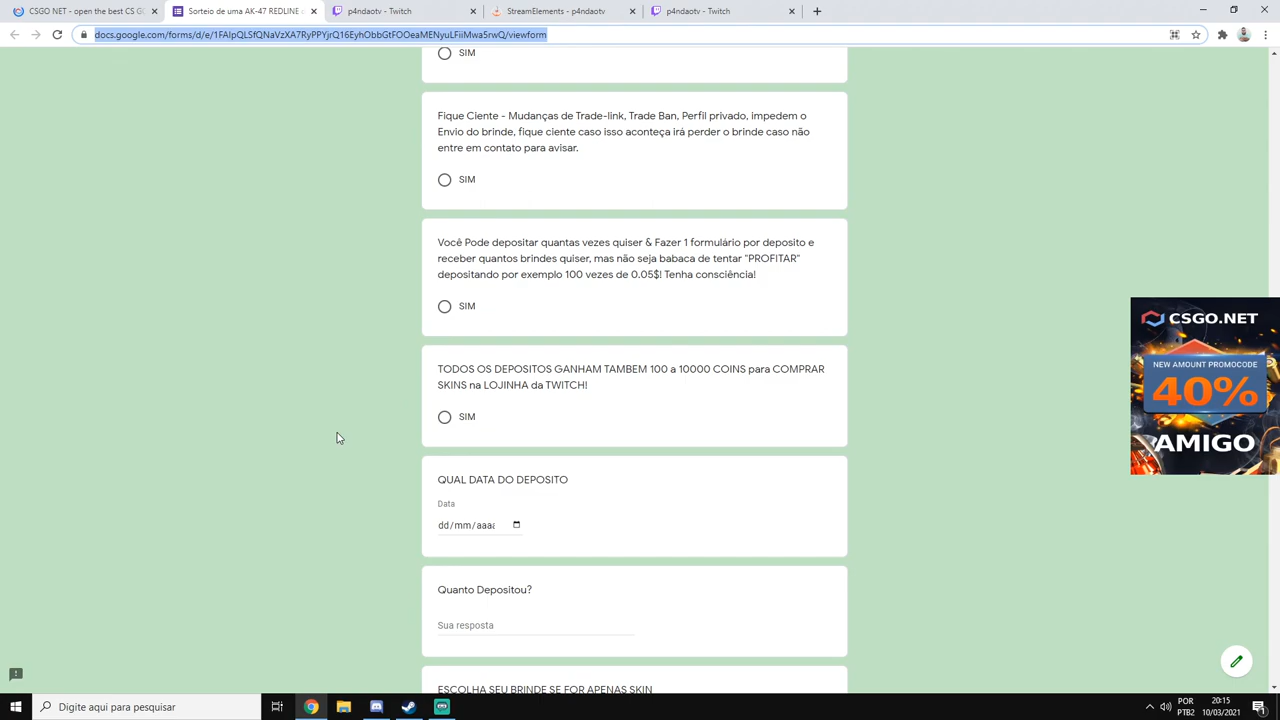 CSGO NET - open the best CS G
Sorteio de uma AK-47 REDLINE
p4ndaotv - Twitch
StreamElements - p4ndaotv
p4ndaotv - Twitch
docs.google.com/forms/d/e/1FAIpQLSfQNaVzXA7RyPPYjrQ16EyhObbGtFOOeaMENyuLFiiMwa5rwQ/viewform
SIM
Fique Ciente - Mudanças de Trade-link, Trade Ban, Perfil privado, impedem o
Envio do brinde, fique ciente caso isso aconteça irá perder o brinde caso não
entre em contato para avisar.
SIM
Você Pode depositar quantas vezes quiser & Fazer 1 formulário por deposito e
receber quantos brindes quiser, mas não seja babaca de tentar "PROFITAR"
depositando por exemplo 100 vezes de 0.05$! Tenha consciência!
SIM
TODOS OS DEPOSITOS GANHAM TAMBEM 100 a 10000 COINS para COMPRAR
SKINS na LOJINHA da TWITCH!
SIM
QUAL DATA DO DEPOSITO
Data
dd/mm/aaaa
Quanto Depositou?
Sua resposta
ESCOLHA SEU BRINDE SE FOR APENAS SKIN
CSGO.NET
NEW AMOUNT PROMOCODE
40%
AMIGO
Digite aqui para pesquisar
POR
PTB2
20:15
10/03/2021
1